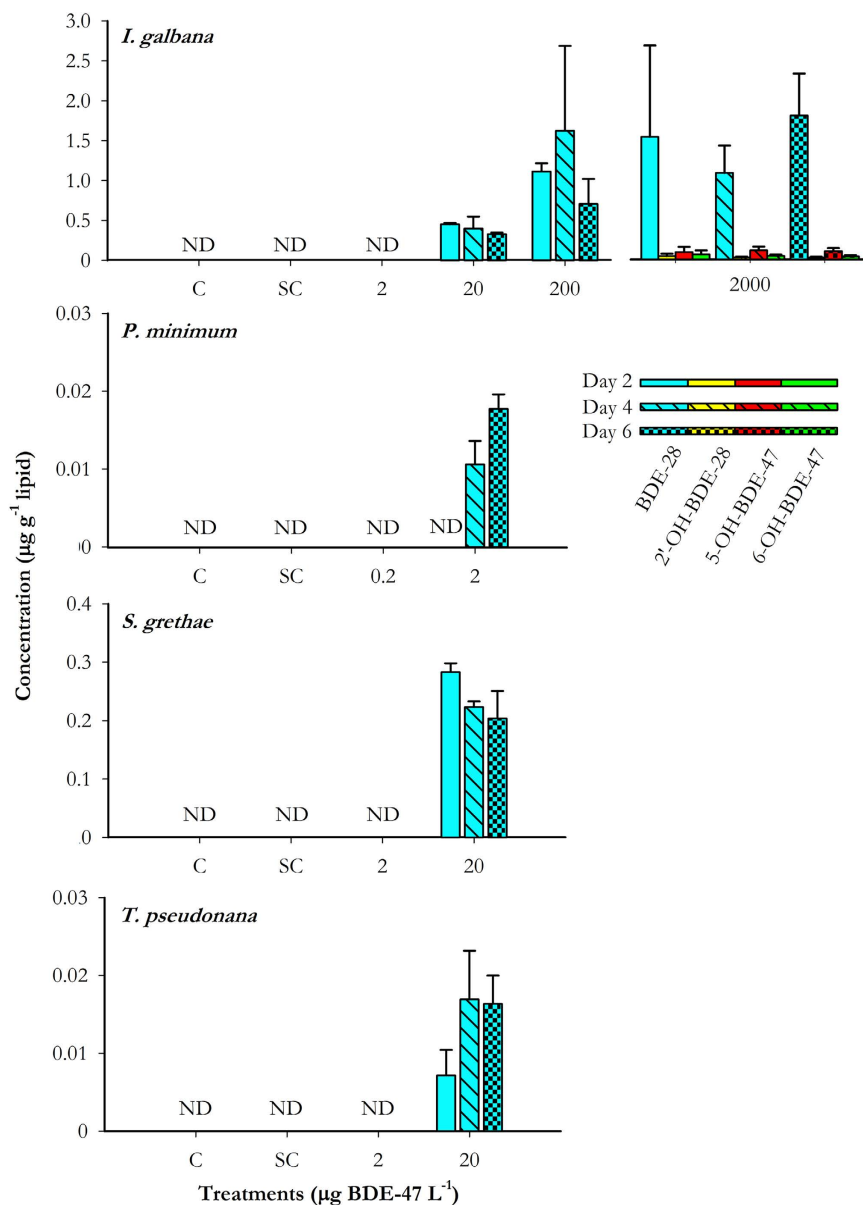 I. galbana
3.0
2.5
2.0
1.5
1.0
0.5
0
ND ND ND
C SC 2 20 200 2000
P. minimum
0.03
0.02
0.01
.0
ND ND ND ND
C SC 0.2 2
Day 2
Day 4
Day 6
BDE-28
2'-OH-BDE-28
5-OH-BDE-47
6-OH-BDE-47
Concentration (µg g-1 lipid)
S. grethae
0.4
0.3
0.2
0.1
.0
ND ND ND
C SC 2 20
T. pseudonana
0.03
0.02
0.01
0
ND ND ND
C SC 2 20
Treatments (µg BDE-47 L-1)